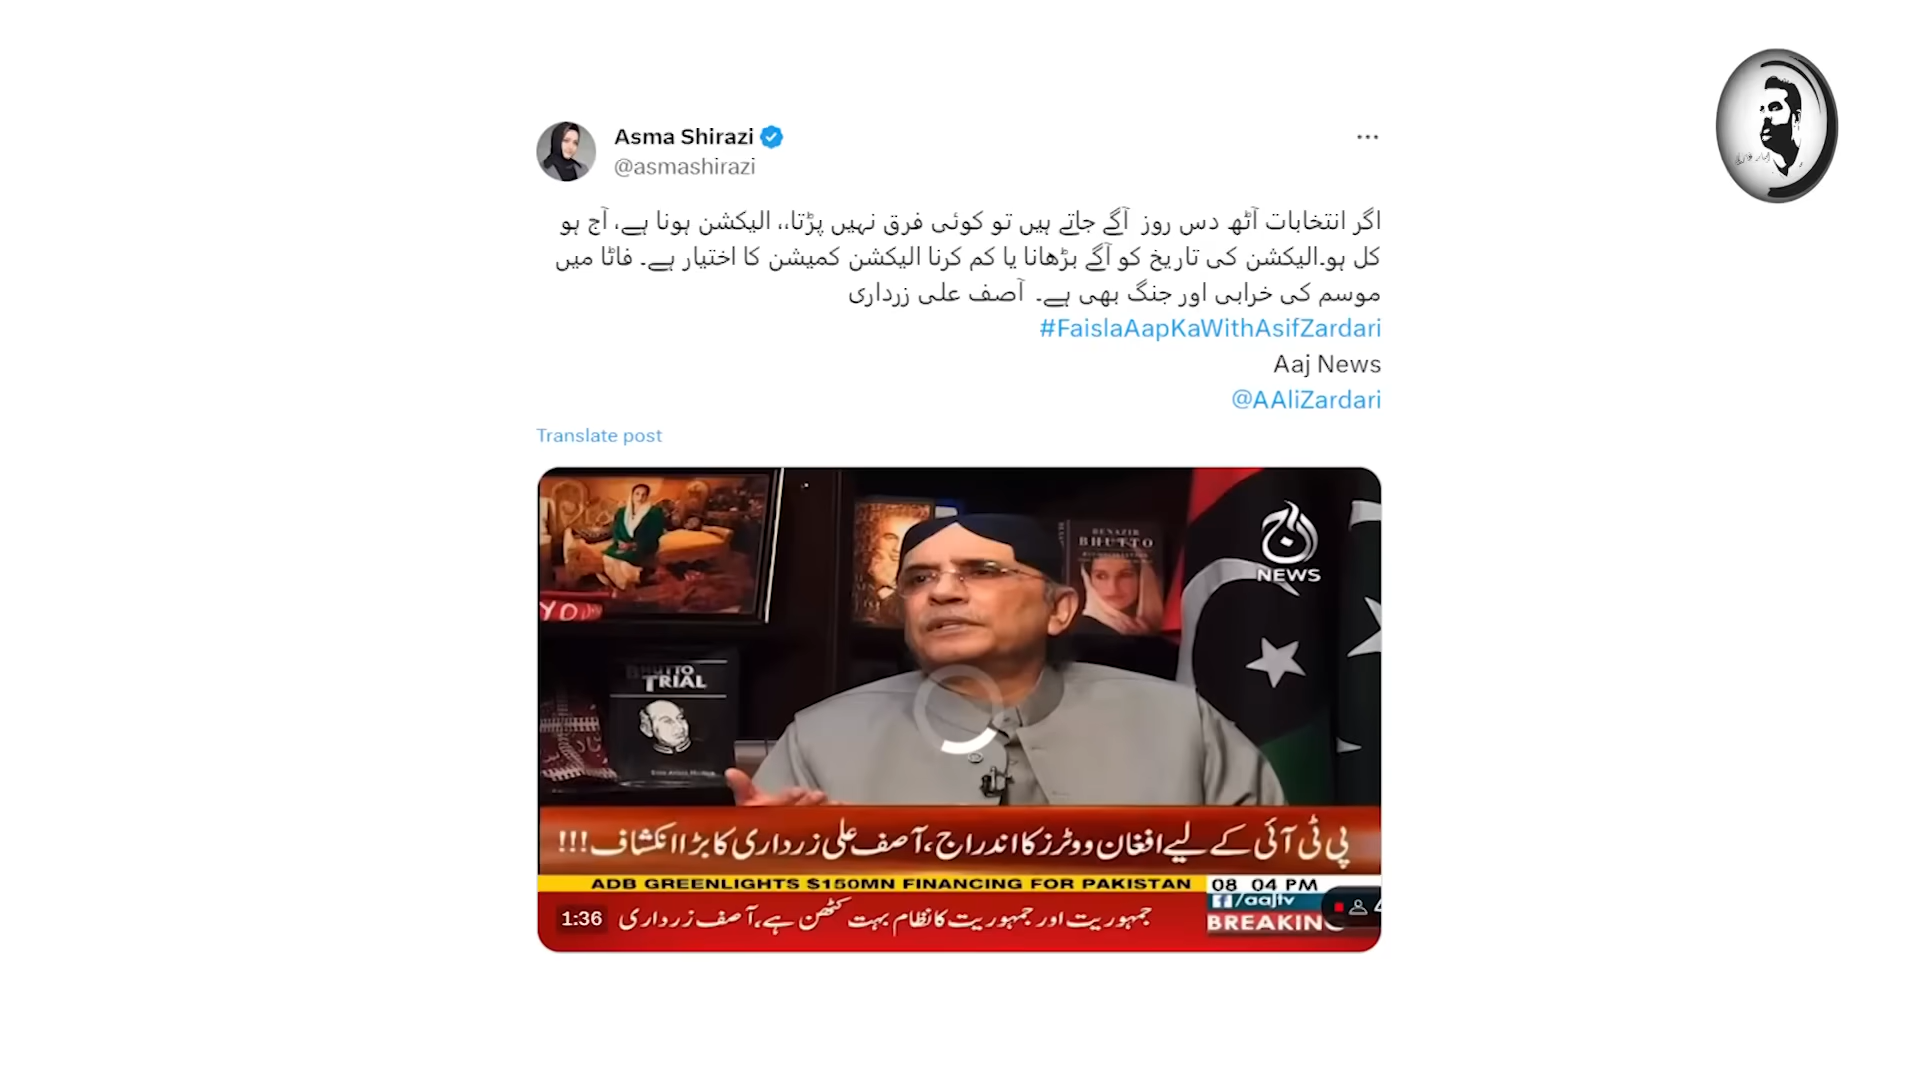 Asma Shirazi
@asmashirazi
اگر انتخابات آٹھ دس روز آگے جاتے ہیں تو کوئی فرق نہیں پڑتا،، الیکشن ہونا ہے، آج ہو
کل ہو۔الیکشن کی تاریخ کو آگے بڑھانا یا کم کرنا الیکشن کمیشن کا اختیار ہے۔ فاٹا میں
موسم کی خرابی اور جنگ بھی ہے۔ آصف علی زرداری
#FaislaAapKaWithAsifZardari
Aaj News
@AAliZardari
Translate post
آج
NEWS
BENAZIR
BHUTTO
BHUTTO
TRIAL
پی ٹی آئی کے لیے افغان ووٹرز کا اندراج، آصف علی زرداری کا بڑا انکشاف!!!
ADB GREENLIGHTS $150MN FINANCING FOR PAKISTAN
08 04 PM
/aajtv
جمہوریت اور جمہوریت کا نظام بہت کٹھن ہے، آصف زرداری
1:36
BREAKING